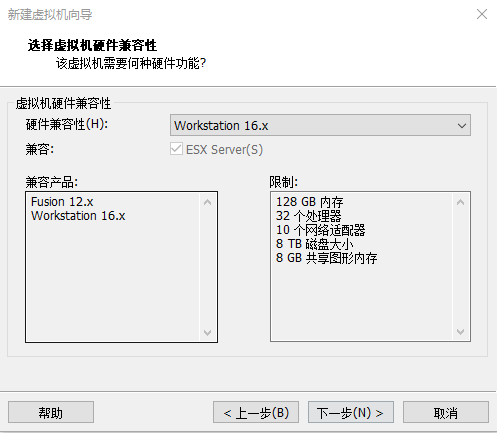 新建虚拟机向导
选择虚拟机硬件兼容性
该虚拟机需要何种硬件功能?
虚拟机硬件兼容性
硬件兼容性(H):
Workstation 16.x
兼容:
ESX Server(S)
兼容产品:
Fusion 12.x
Workstation 16.x
限制:
128 GB 内存
32 个处理器
10 个网络适配器
8 TB 磁盘大小
8 GB 共享图形内存
帮助
< 上一步(B)
下一步(N) >
取消